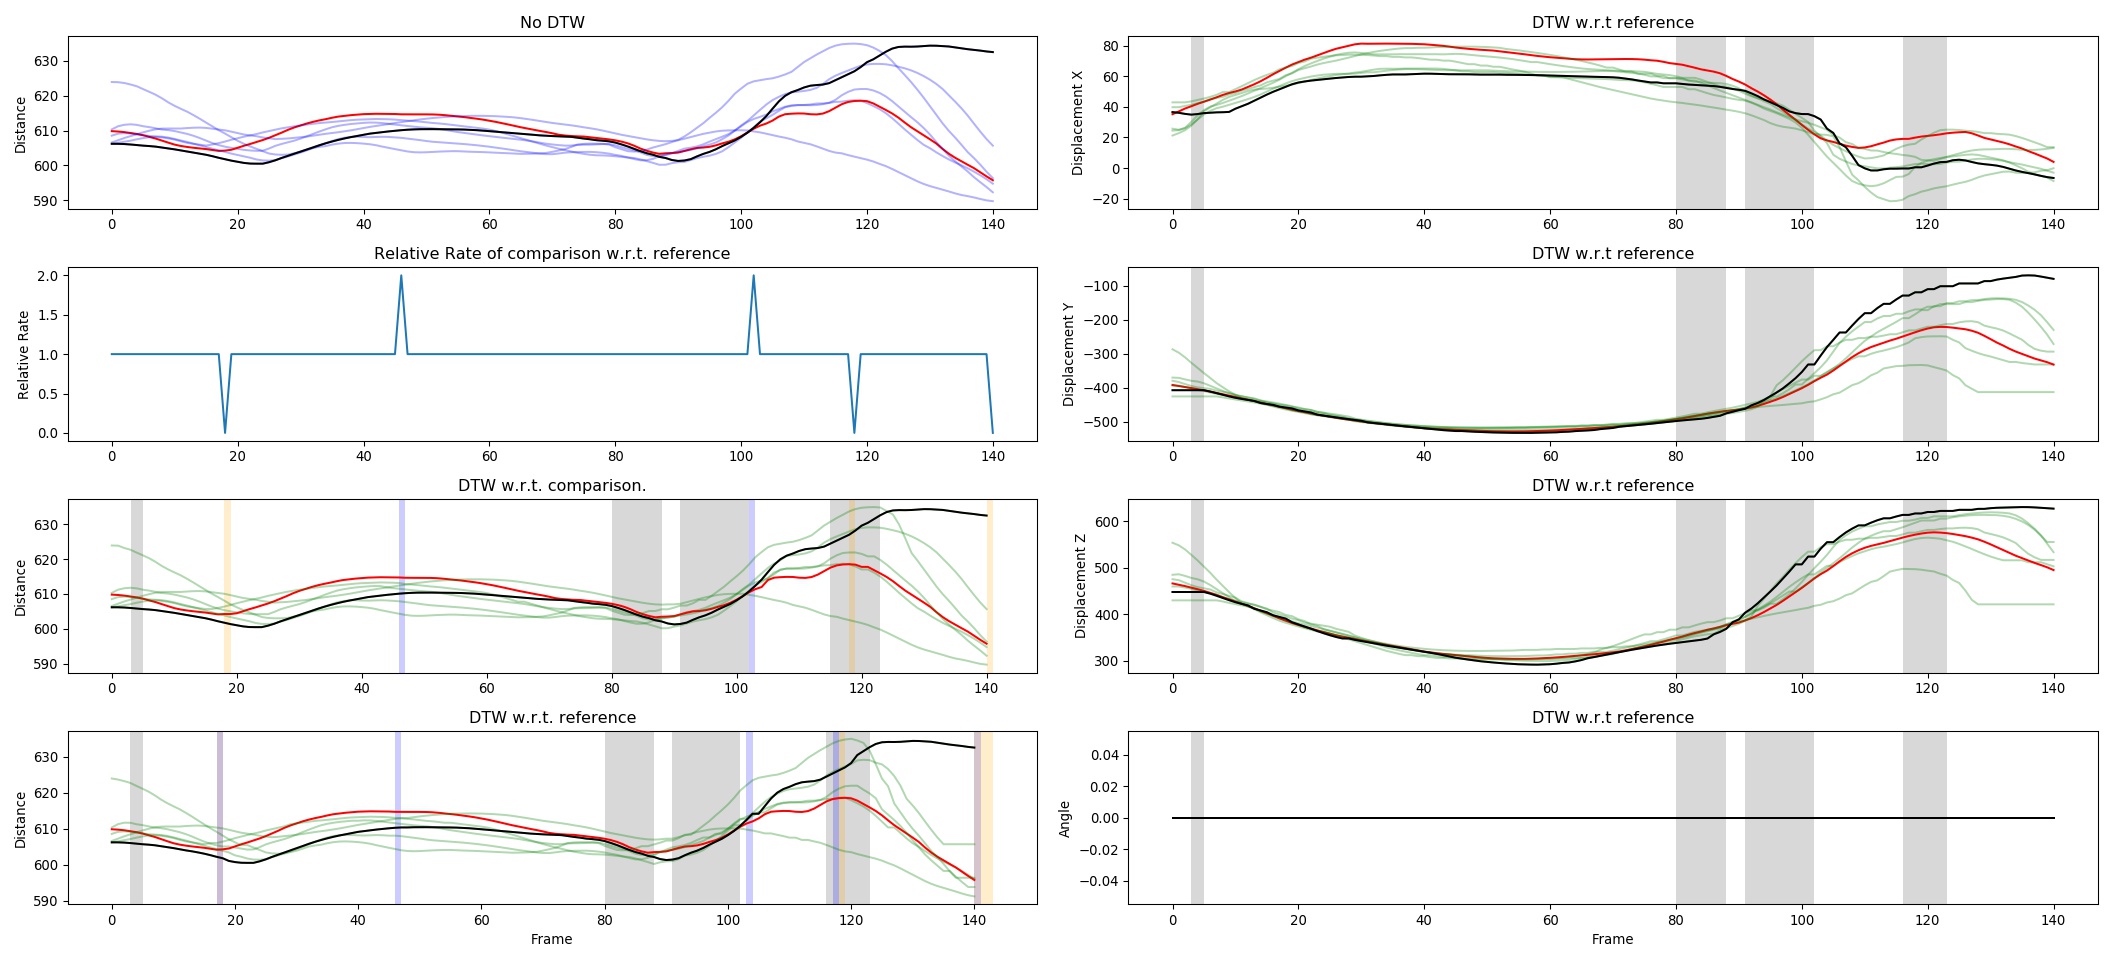 No DTW
Distance
630
620
610
600
590
0 20 40 60 80 100 120 140
Relative Rate of comparison w.r.t. reference
Relative Rate
2.0
1.5
1.0
0.5
0.0
0 20 40 60 80 100 120 140
DTW w.r.t. comparison.
Distance
630
620
610
600
590
0 20 40 60 80 100 120 140
DTW w.r.t. reference
Distance
630
620
610
600
590
0 20 40 60 80 100 120 140
Frame
DTW w.r.t reference
Displacement X
80
60
40
20
0
−20
0 20 40 60 80 100 120 140
DTW w.r.t reference
Displacement Y
−100
−200
−300
−400
−500
0 20 40 60 80 100 120 140
DTW w.r.t reference
Displacement Z
600
500
400
300
0 20 40 60 80 100 120 140
DTW w.r.t reference
Angle
0.04
0.02
0.00
−0.02
−0.04
0 20 40 60 80 100 120 140
Frame